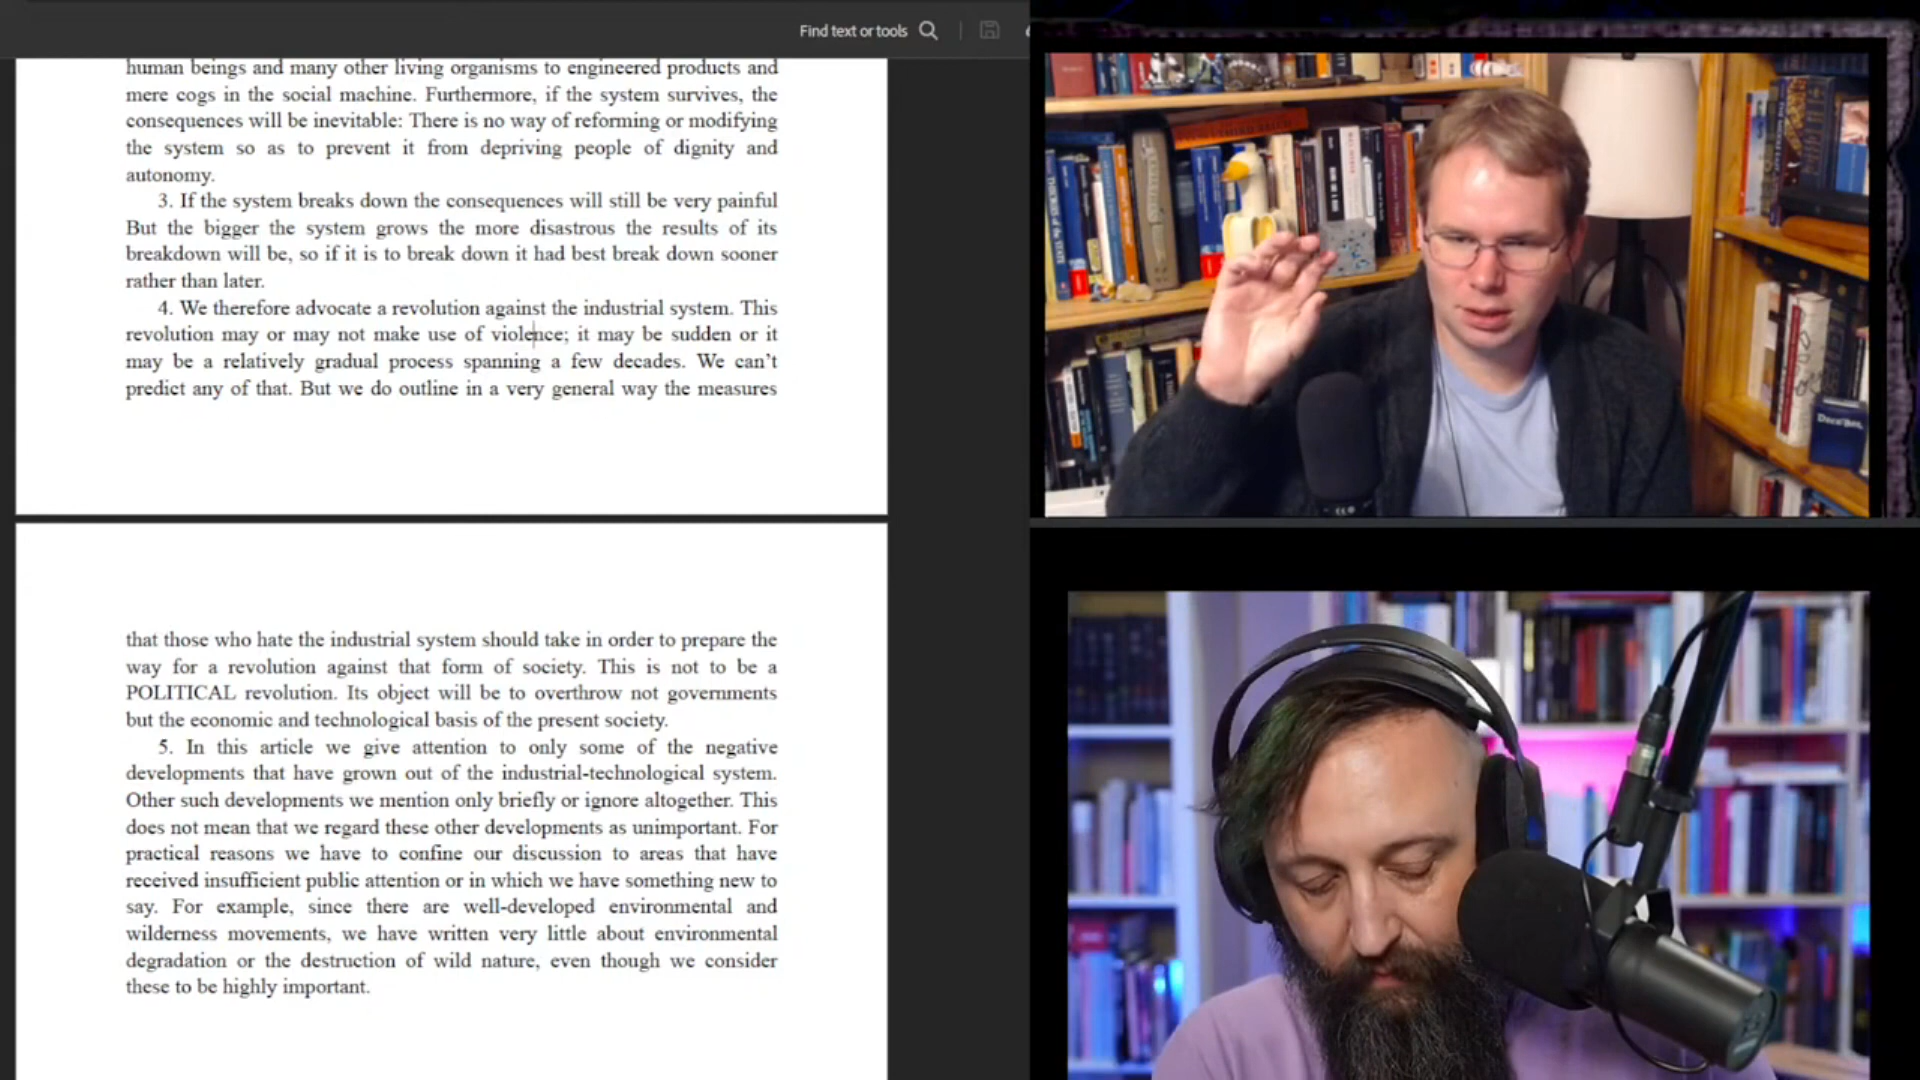 Find text or tools
human beings and many other living organisms to engineered products and
mere cogs in the social machine. Furthermore, if the system survives, the
consequences will be inevitable: There is no way of reforming or modifying
the system so as to prevent it from depriving people of dignity and
autonomy.
3. If the system breaks down the consequences will still be very painful
But the bigger the system grows the more disastrous the results of its
breakdown will be, so if it is to break down it had best break down sooner
rather than later.
4. We therefore advocate a revolution against the industrial system. This
revolution may or may not make use of violence; it may be sudden or it
may be a relatively gradual process spanning a few decades. We can’t
predict any of that. But we do outline in a very general way the measures
that those who hate the industrial system should take in order to prepare the
way for a revolution against that form of society. This is not to be a
POLITICAL revolution. Its object will be to overthrow not governments
but the economic and technological basis of the present society.
5. In this article we give attention to only some of the negative
developments that have grown out of the industrial-technological system.
Other such developments we mention only briefly or ignore altogether. This
does not mean that we regard these other developments as unimportant. For
practical reasons we have to confine our discussion to areas that have
received insufficient public attention or in which we have something new to
say. For example, since there are well-developed environmental and
wilderness movements, we have written very little about environmental
degradation or the destruction of wild nature, even though we consider
these to be highly important.